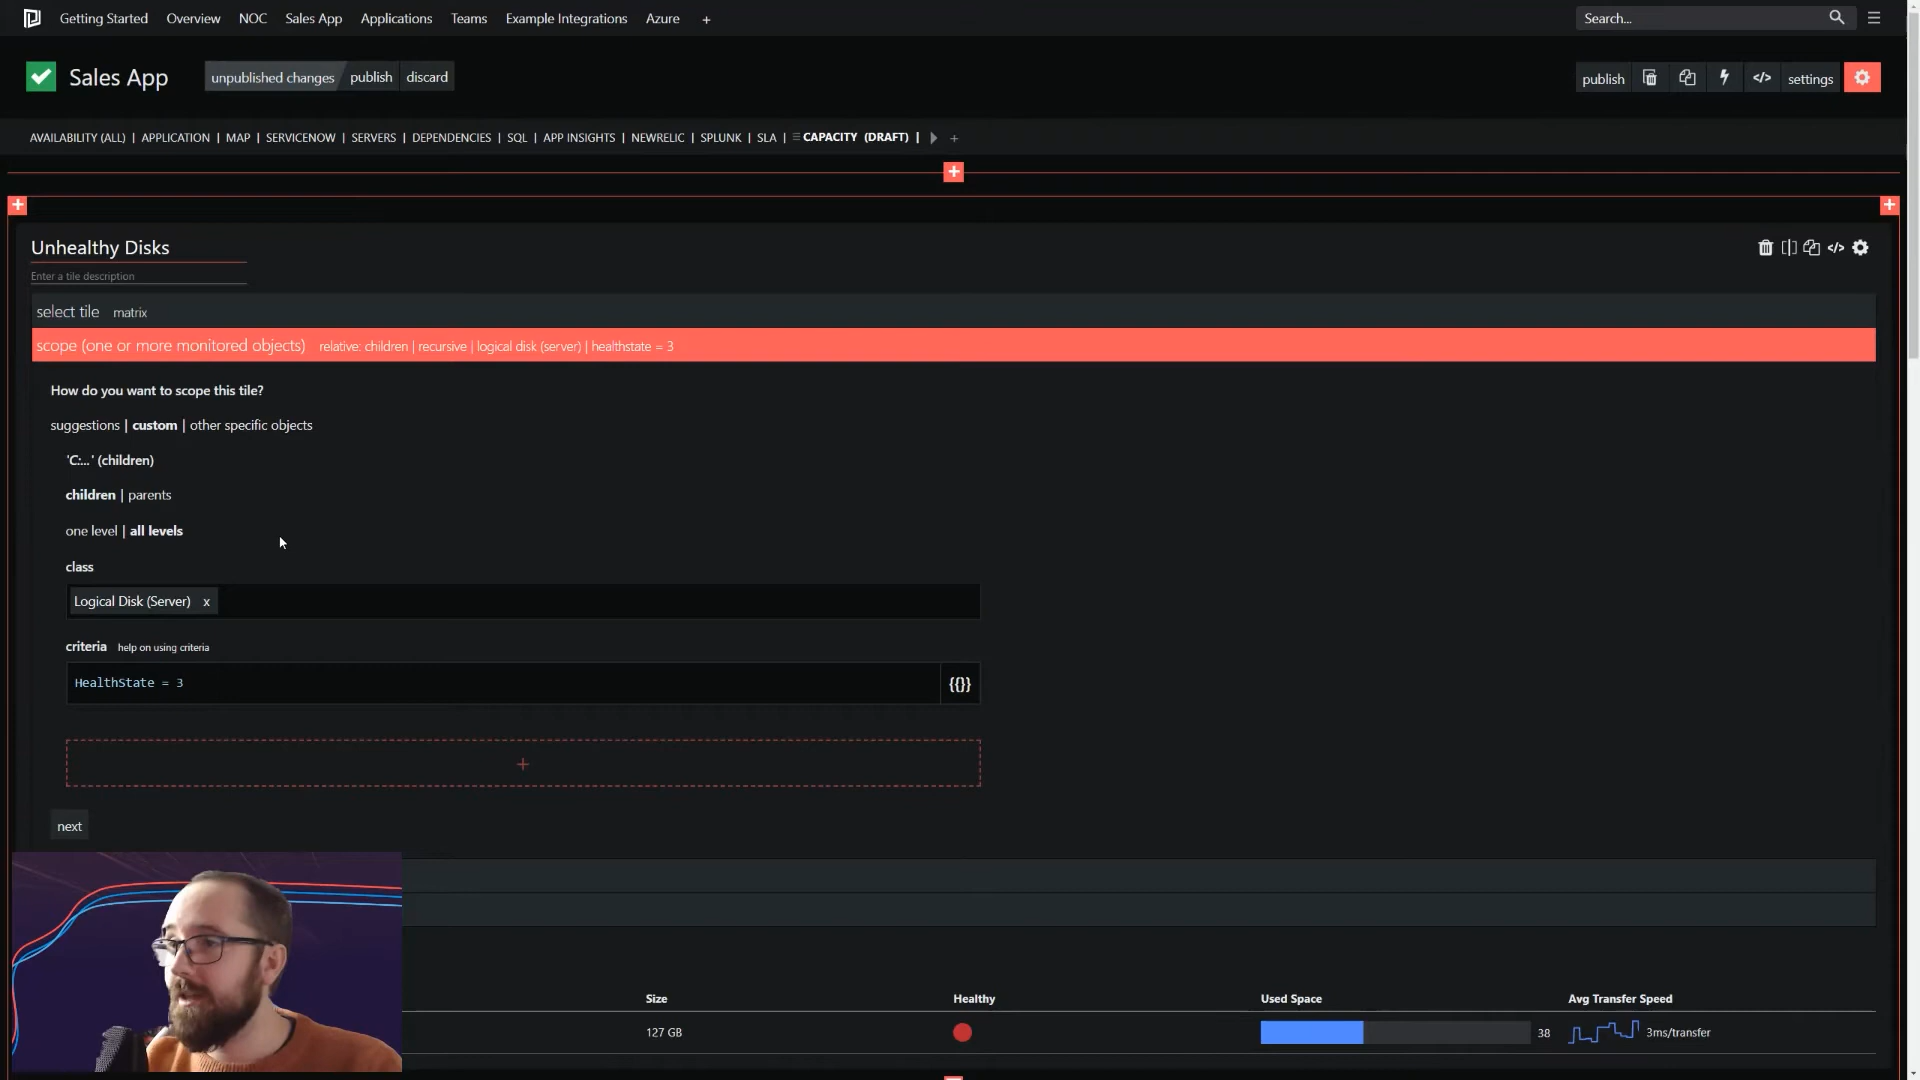 Getting Started Overview NOC Sales App Applications Teams Example Integrations Azure + Search...
Sales App unpublished changes publish discard publish </> settings
AVAILABILITY (ALL) | APPLICATION | MAP | SERVICENOW | SERVERS | DEPENDENCIES | SQL | APP INSIGHTS | NEWRELIC | SPLUNK | SLA | CAPACITY (DRAFT) | +
Unhealthy Disks </>
Enter a tile description
select tile matrix
scope (one or more monitored objects) relative: children | recursive | logical disk (server) | healthstate = 3
How do you want to scope this tile?
suggestions | custom | other specific objects
'C:...' (children)
children | parents
one level | all levels
class
Logical Disk (Server) x
criteria help on using criteria
HealthState = 3 {{}}
+
next
Size Healthy Used Space Avg Transfer Speed
127 GB 38 3ms/transfer